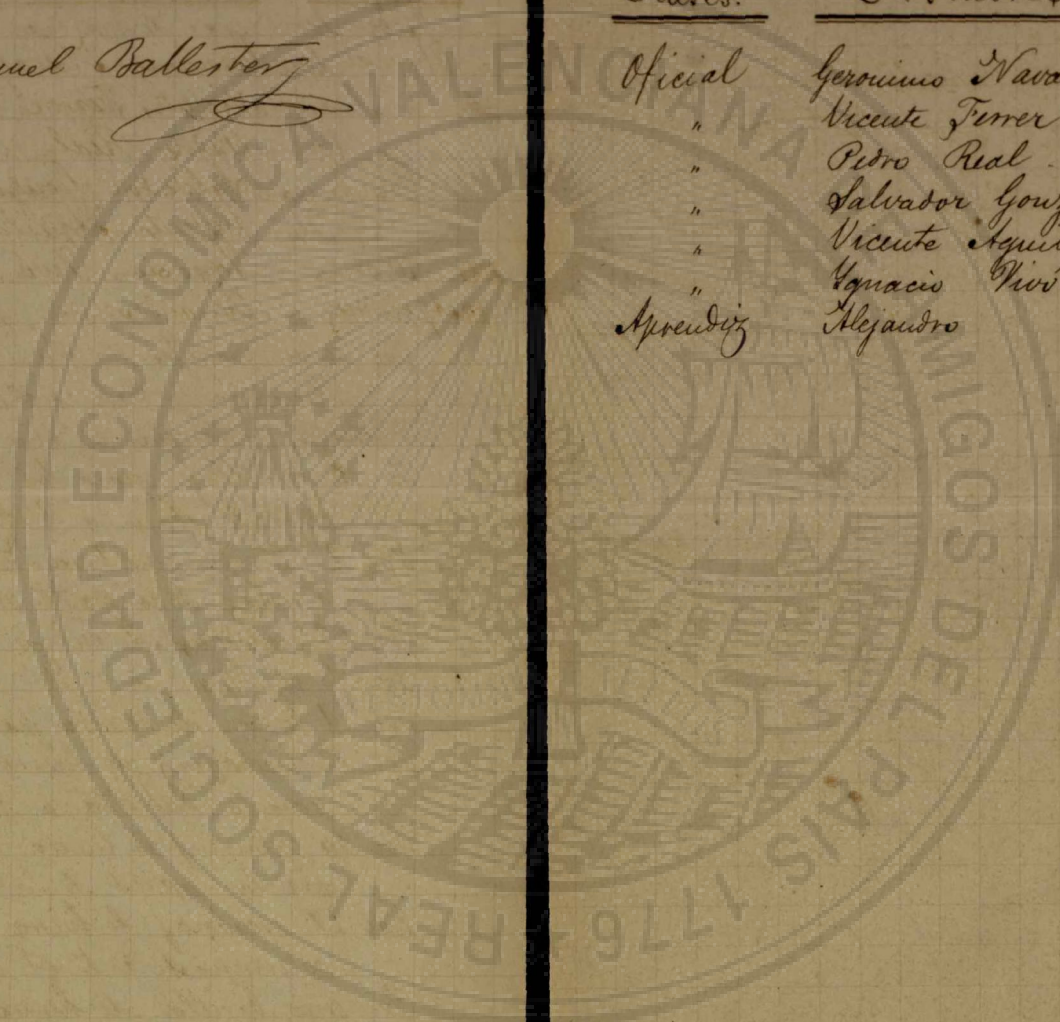 Ballester
Oficial Geronimo
" Vicente Ferrer
" Pedro Real
" Salvador
" Vicente
" Ygnacio Vivó
Aprendiz Alejandro
REAL SOCIEDAD ECONOMICA VALENCIANA AMIGOS DEL PAIS 1776